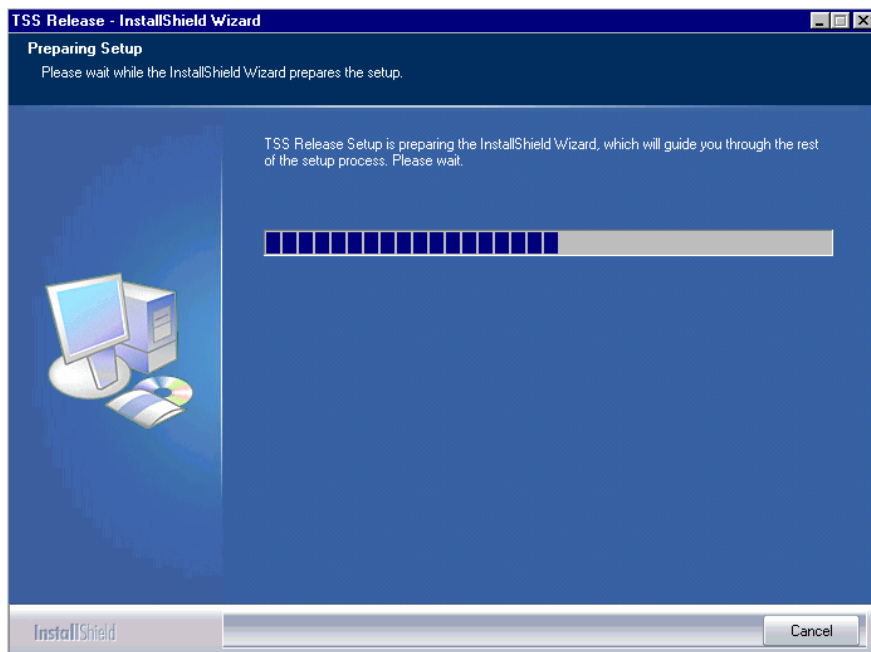 TSS Release - InstallShield Wizard
Preparing Setup
Please wait while the InstallShield Wizard prepares the setup.
TSS Release Setup is preparing the InstallShield Wizard, which will guide you through the rest
of the setup process. Please wait.
InstallShield
Cancel